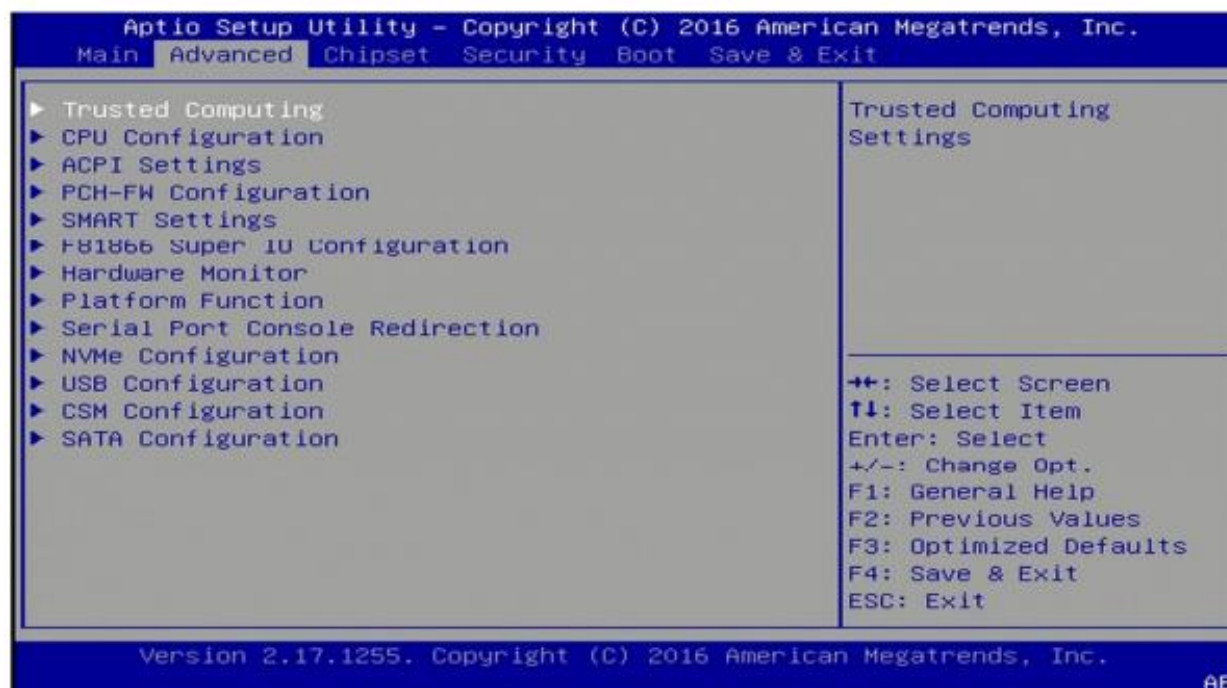 Aptio Setup Utility – Copyright (C) 2016 American Megatrends, Inc.
Main Advanced Chipset Security Boot Save & Exit
► Trusted Computing
► CPU Configuration
► ACPI Settings
► PCH-FW Configuration
► SMART Settings
► F81866 Super IO Configuration
► Hardware Monitor
► Platform Function
► Serial Port Console Redirection
► NVMe Configuration
► USB Configuration
► CSM Configuration
► SATA Configuration
Trusted Computing
Settings
→←: Select Screen
↑↓: Select Item
Enter: Select
+/-: Change Opt.
F1: General Help
F2: Previous Values
F3: Optimized Defaults
F4: Save & Exit
ESC: Exit
Version 2.17.1255. Copyright (C) 2016 American Megatrends, Inc.